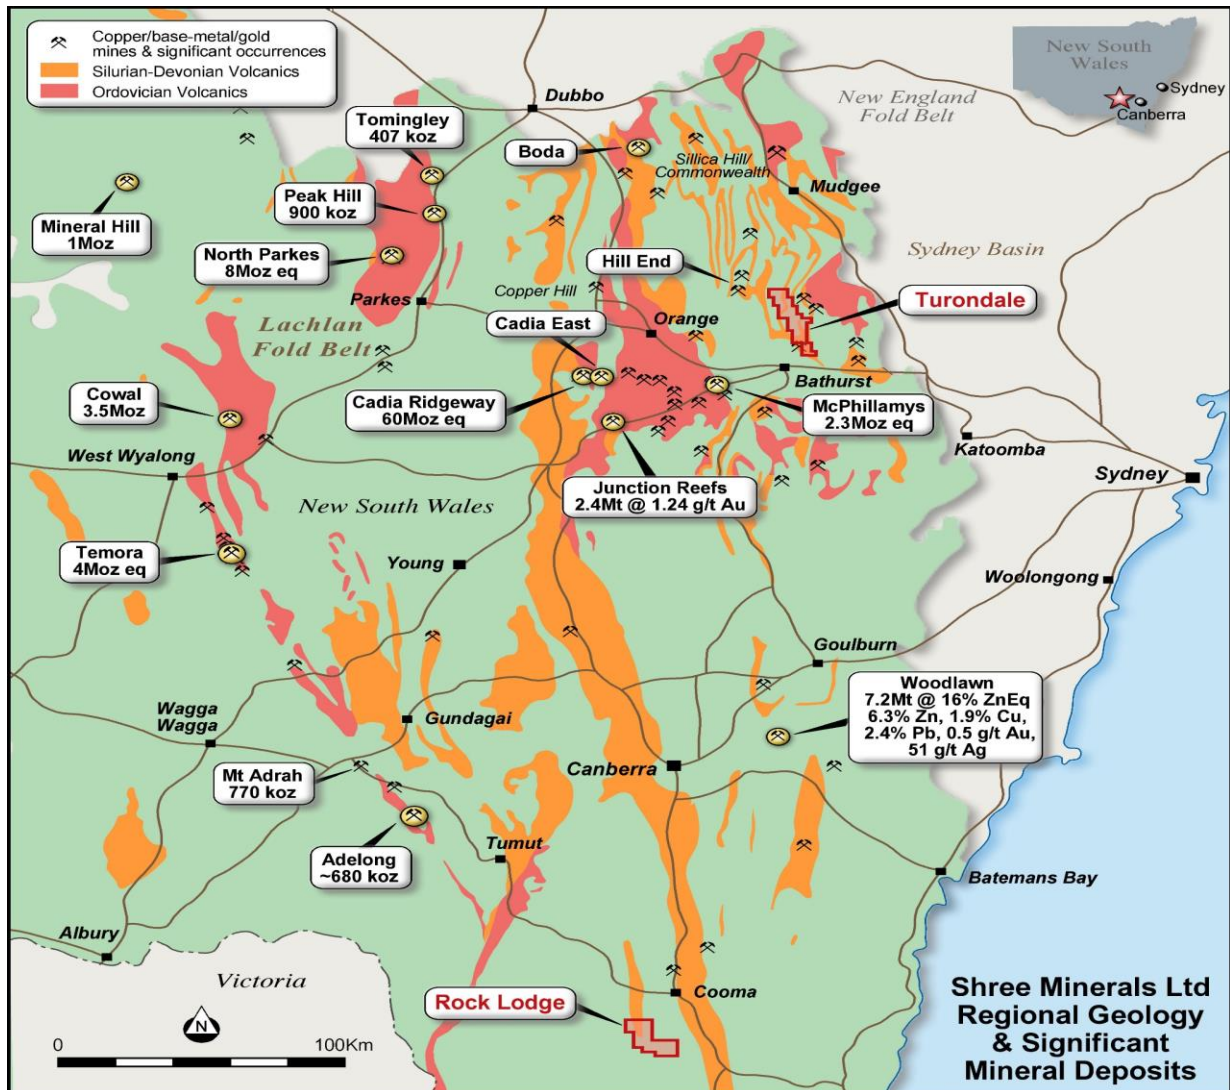 Copper/base-metal/gold
mines & significant occurrences
Silurian-Devonian Volcanics
Ordovician Volcanics
New South
Wales
Sydney
Canberra
New England
Fold Belt
Dubbo
Tomingley
407 koz
Boda
Sillica Hill/
Commonwealth
Mudgee
Peak Hill
900 koz
Mineral Hill
1Moz
North Parkes
8Moz eq
Hill End
Sydney Basin
Parkes
Copper Hill
Turondale
Lachlan
Fold Belt
Cadia East
Orange
Cowal
3.5Moz
Cadia Ridgeway
60Moz eq
Bathurst
McPhillamys
2.3Moz eq
Katoomba
West Wyalong
Sydney
Junction Reefs
2.4Mt @ 1.24 g/t Au
New South Wales
Temora
4Moz eq
Young
Woolongong
Goulburn
Woodlawn
7.2Mt @ 16% ZnEq
6.3% Zn, 1.9% Cu,
2.4% Pb, 0.5 g/t Au,
51 g/t Ag
Wagga
Wagga
Gundagai
Canberra
Mt Adrah
770 koz
Adelong
~680 koz
Tumut
Batemans Bay
Albury
Victoria
Rock Lodge
Cooma
N
0
100Km
Shree Minerals Ltd
Regional Geology
& Significant
Mineral Deposits